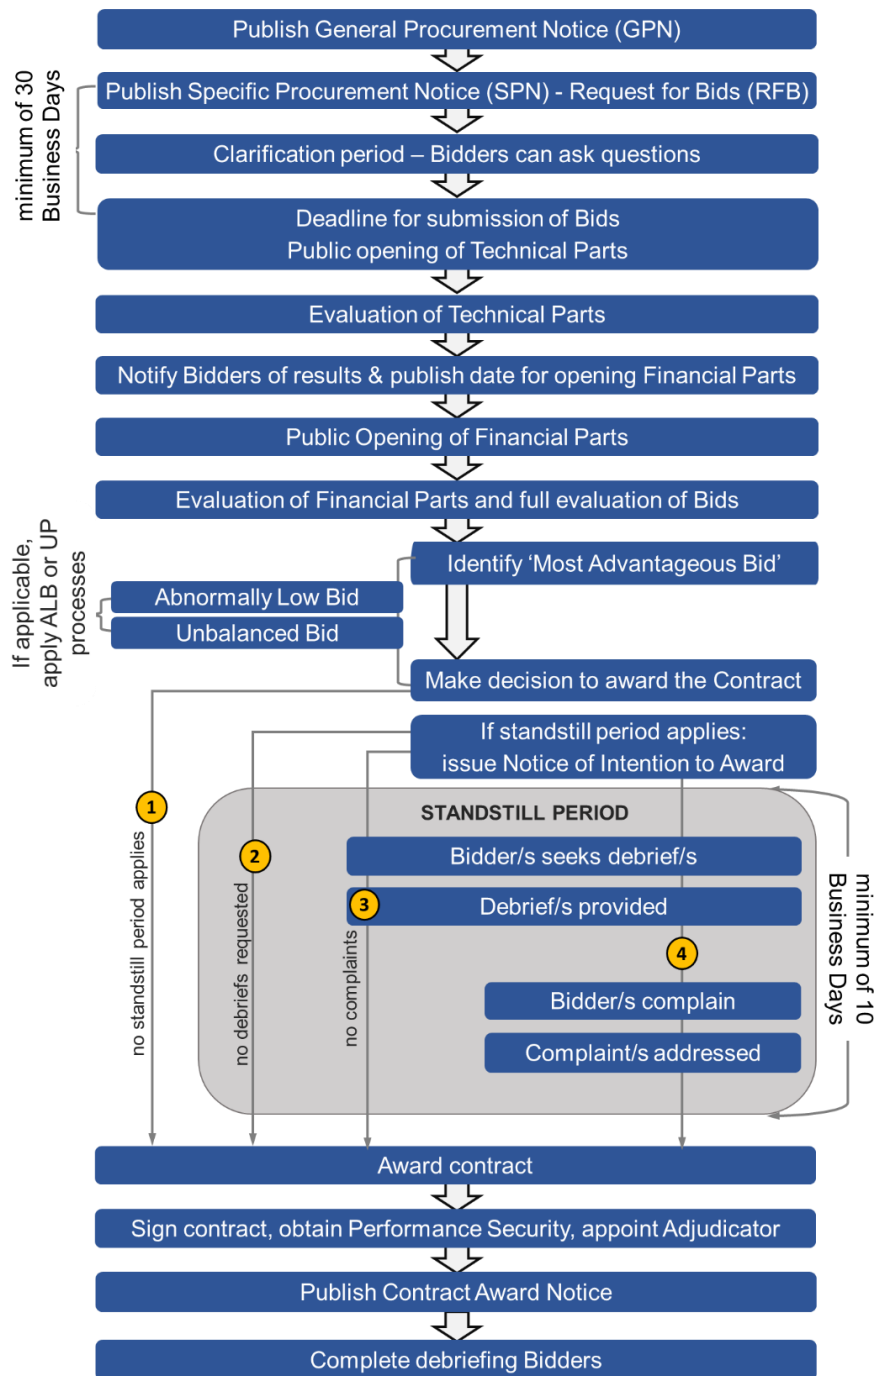 Publish General Procurement Notice (GPN)
minimum of 30
Business Days
Publish Specific Procurement Notice (SPN) - Request for Bids (RFB)
Clarification period – Bidders can ask questions
Deadline for submission of Bids
Public opening of Technical Parts
Evaluation of Technical Parts
Notify Bidders of results & publish date for opening Financial Parts
Public Opening of Financial Parts
Evaluation of Financial Parts and full evaluation of Bids
If applicable,
apply ALB or UP
processes
Identify ‘Most Advantageous Bid’
Abnormally Low Bid
Unbalanced Bid
Make decision to award the Contract
If standstill period applies:
issue Notice of Intention to Award
1
no standstill period applies
2
no debriefs requested
3
no complaints
STANDSTILL PERIOD
Bidder/s seeks debrief/s
Debrief/s provided
4
Bidder/s complain
Complaint/s addressed
minimum of 10
Business Days
Award contract
Sign contract, obtain Performance Security, appoint Adjudicator
Publish Contract Award Notice
Complete debriefing Bidders